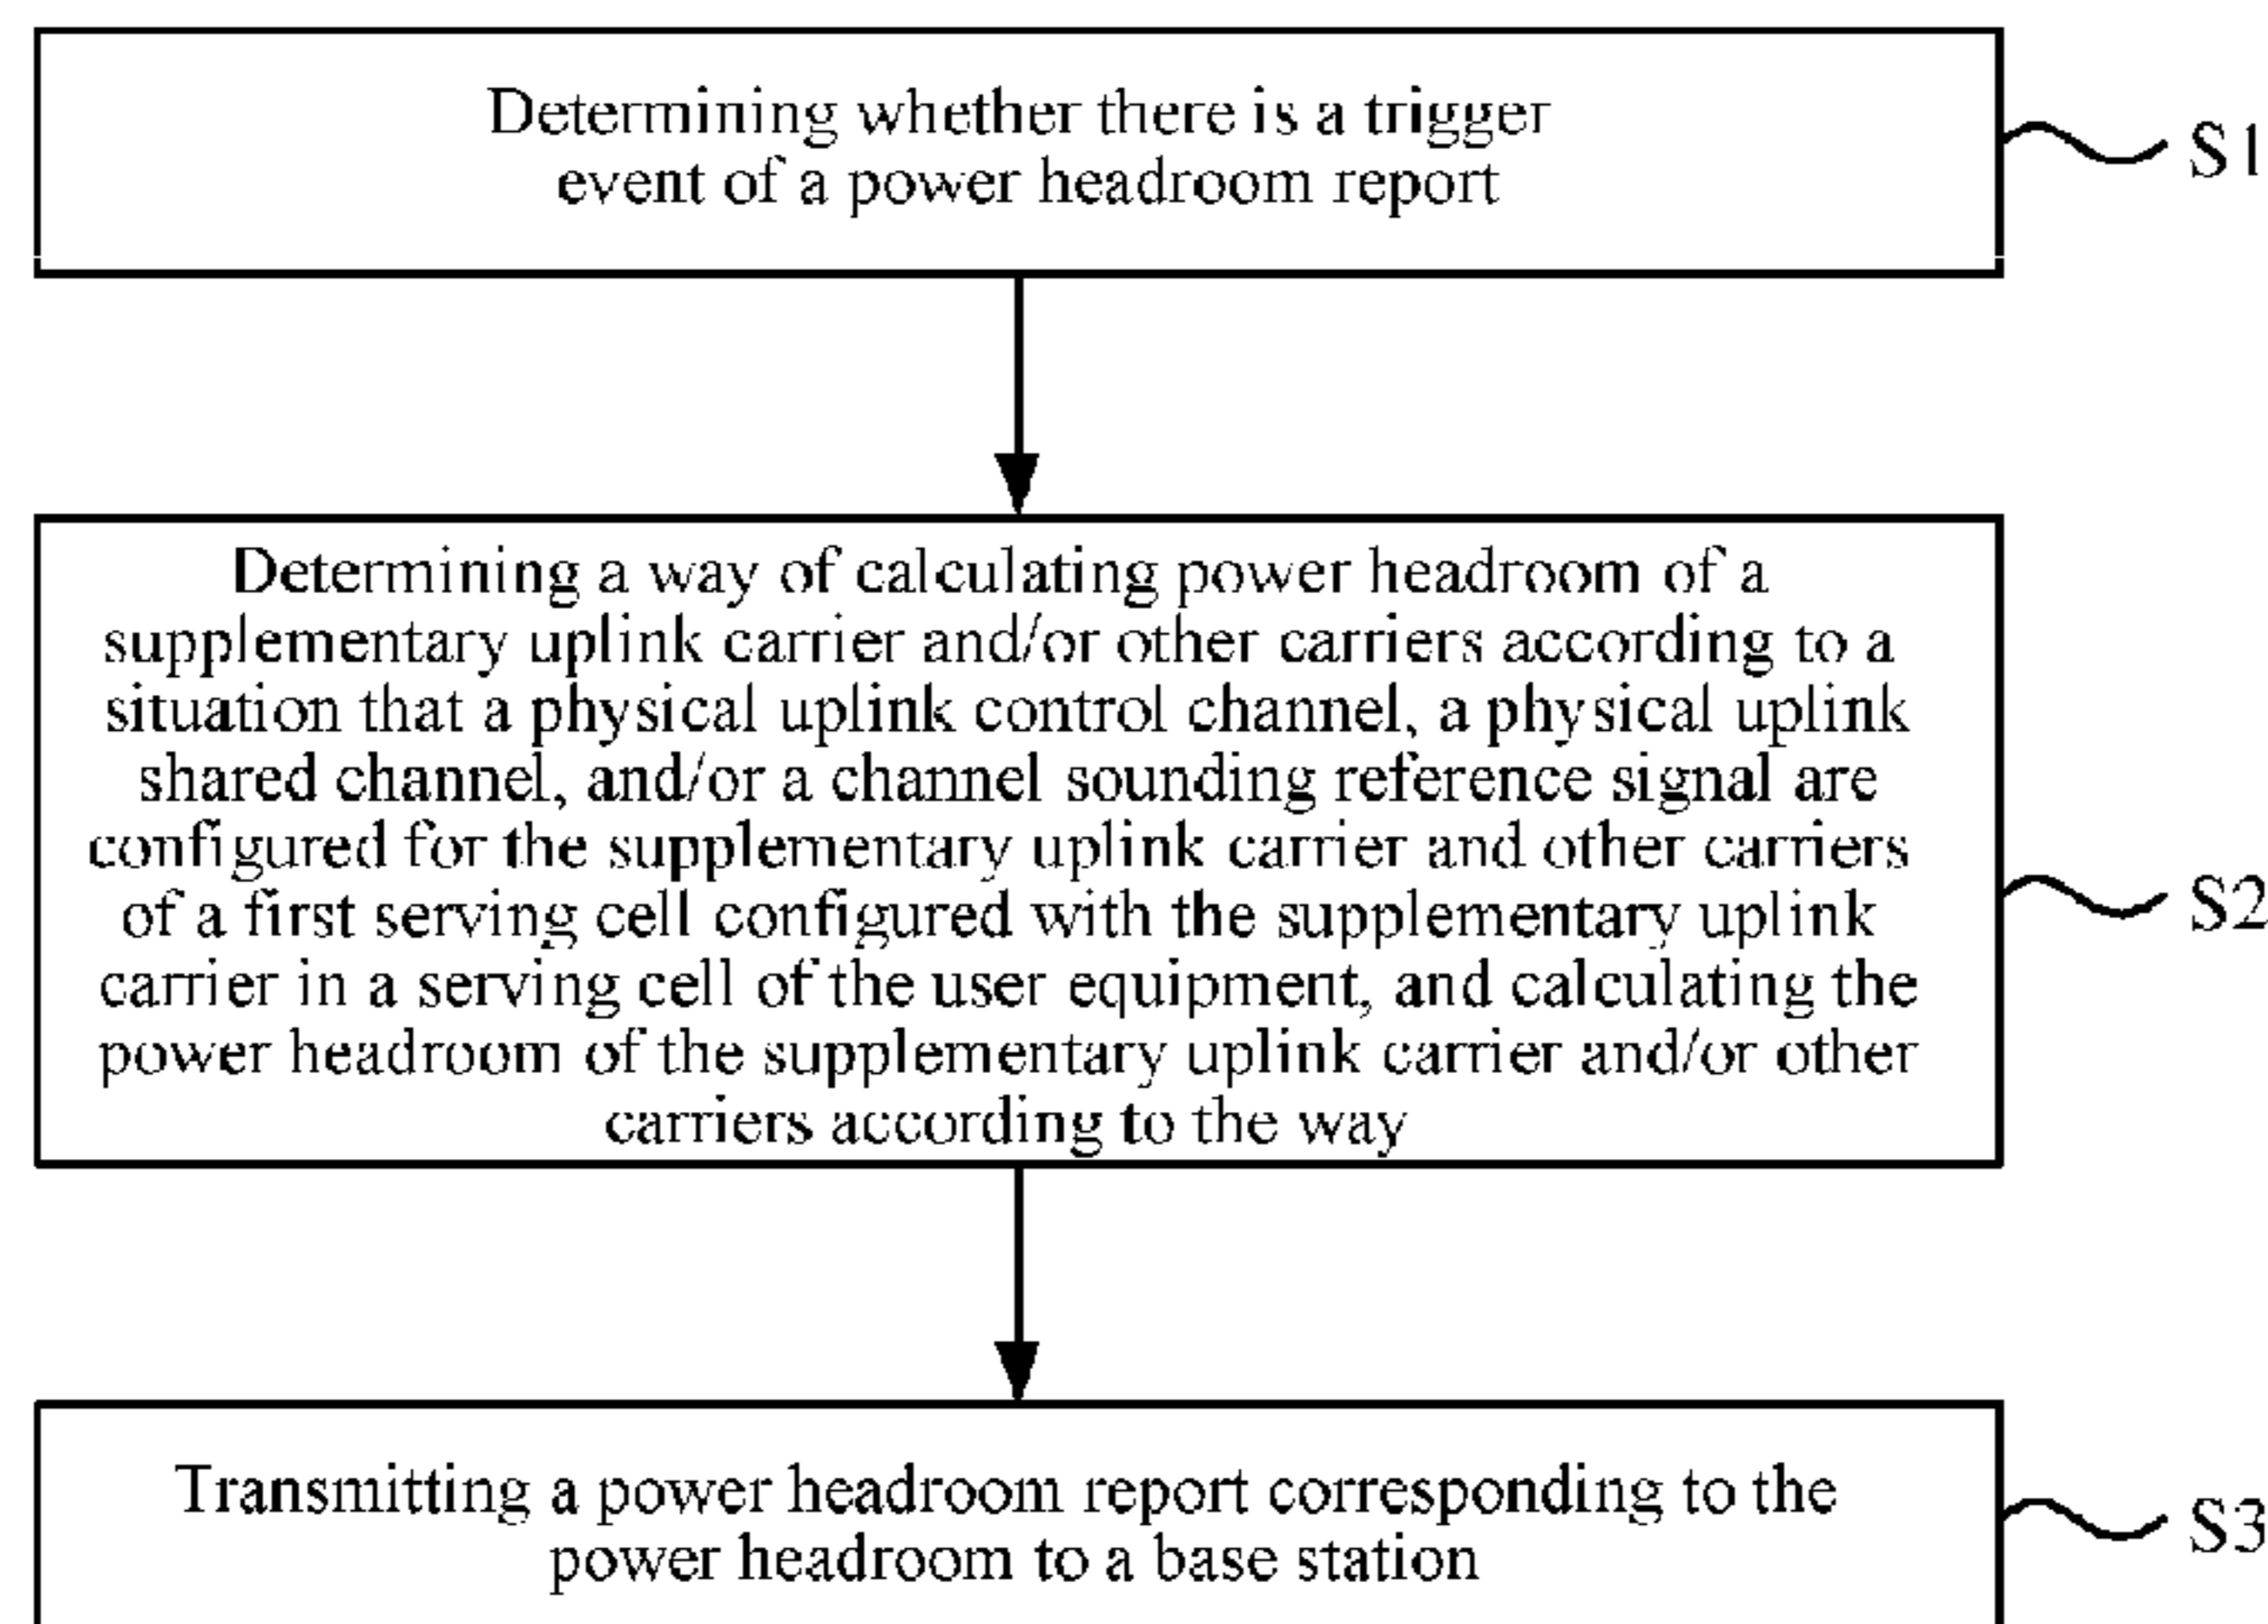 Determining whether there is a trigger
event of a power headroom report
S1
Determining a way of calculating power headroom of a
supplementary uplink carrier and/or other carriers according to a
situation that a physical uplink control channel, a physical uplink
shared channel, and/or a channel sounding reference signal are
configured for the supplementary uplink carrier and other carriers
of a first serving cell configured with the supplementary uplink
carrier in a serving cell of the user equipment, and calculating the
power headroom of the supplementary uplink carrier and/or other
carriers according to the way
S2
Transmitting a power headroom report corresponding to the
power headroom to a base station
S3